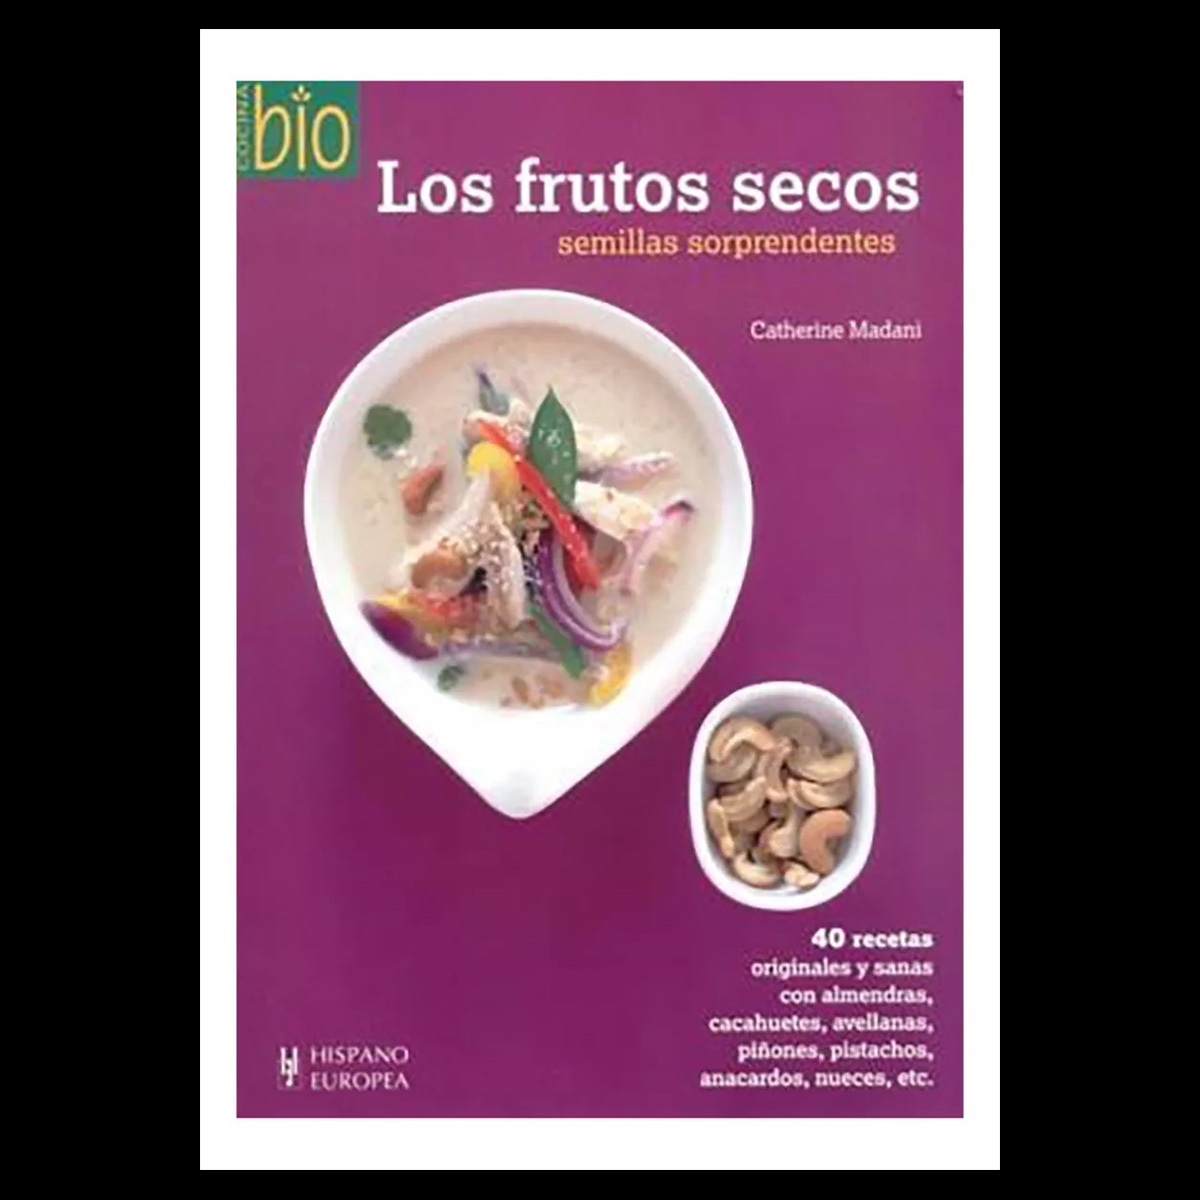 COCINA
bio
Los frutos secos
semillas sorprendentes
Catherine Madani
40 recetas
originales y sanas
con almendras,
cacahuetes, avellanas,
piñones, pistachos,
anacardos, nueces, etc.
HISPANO
EUROPEA